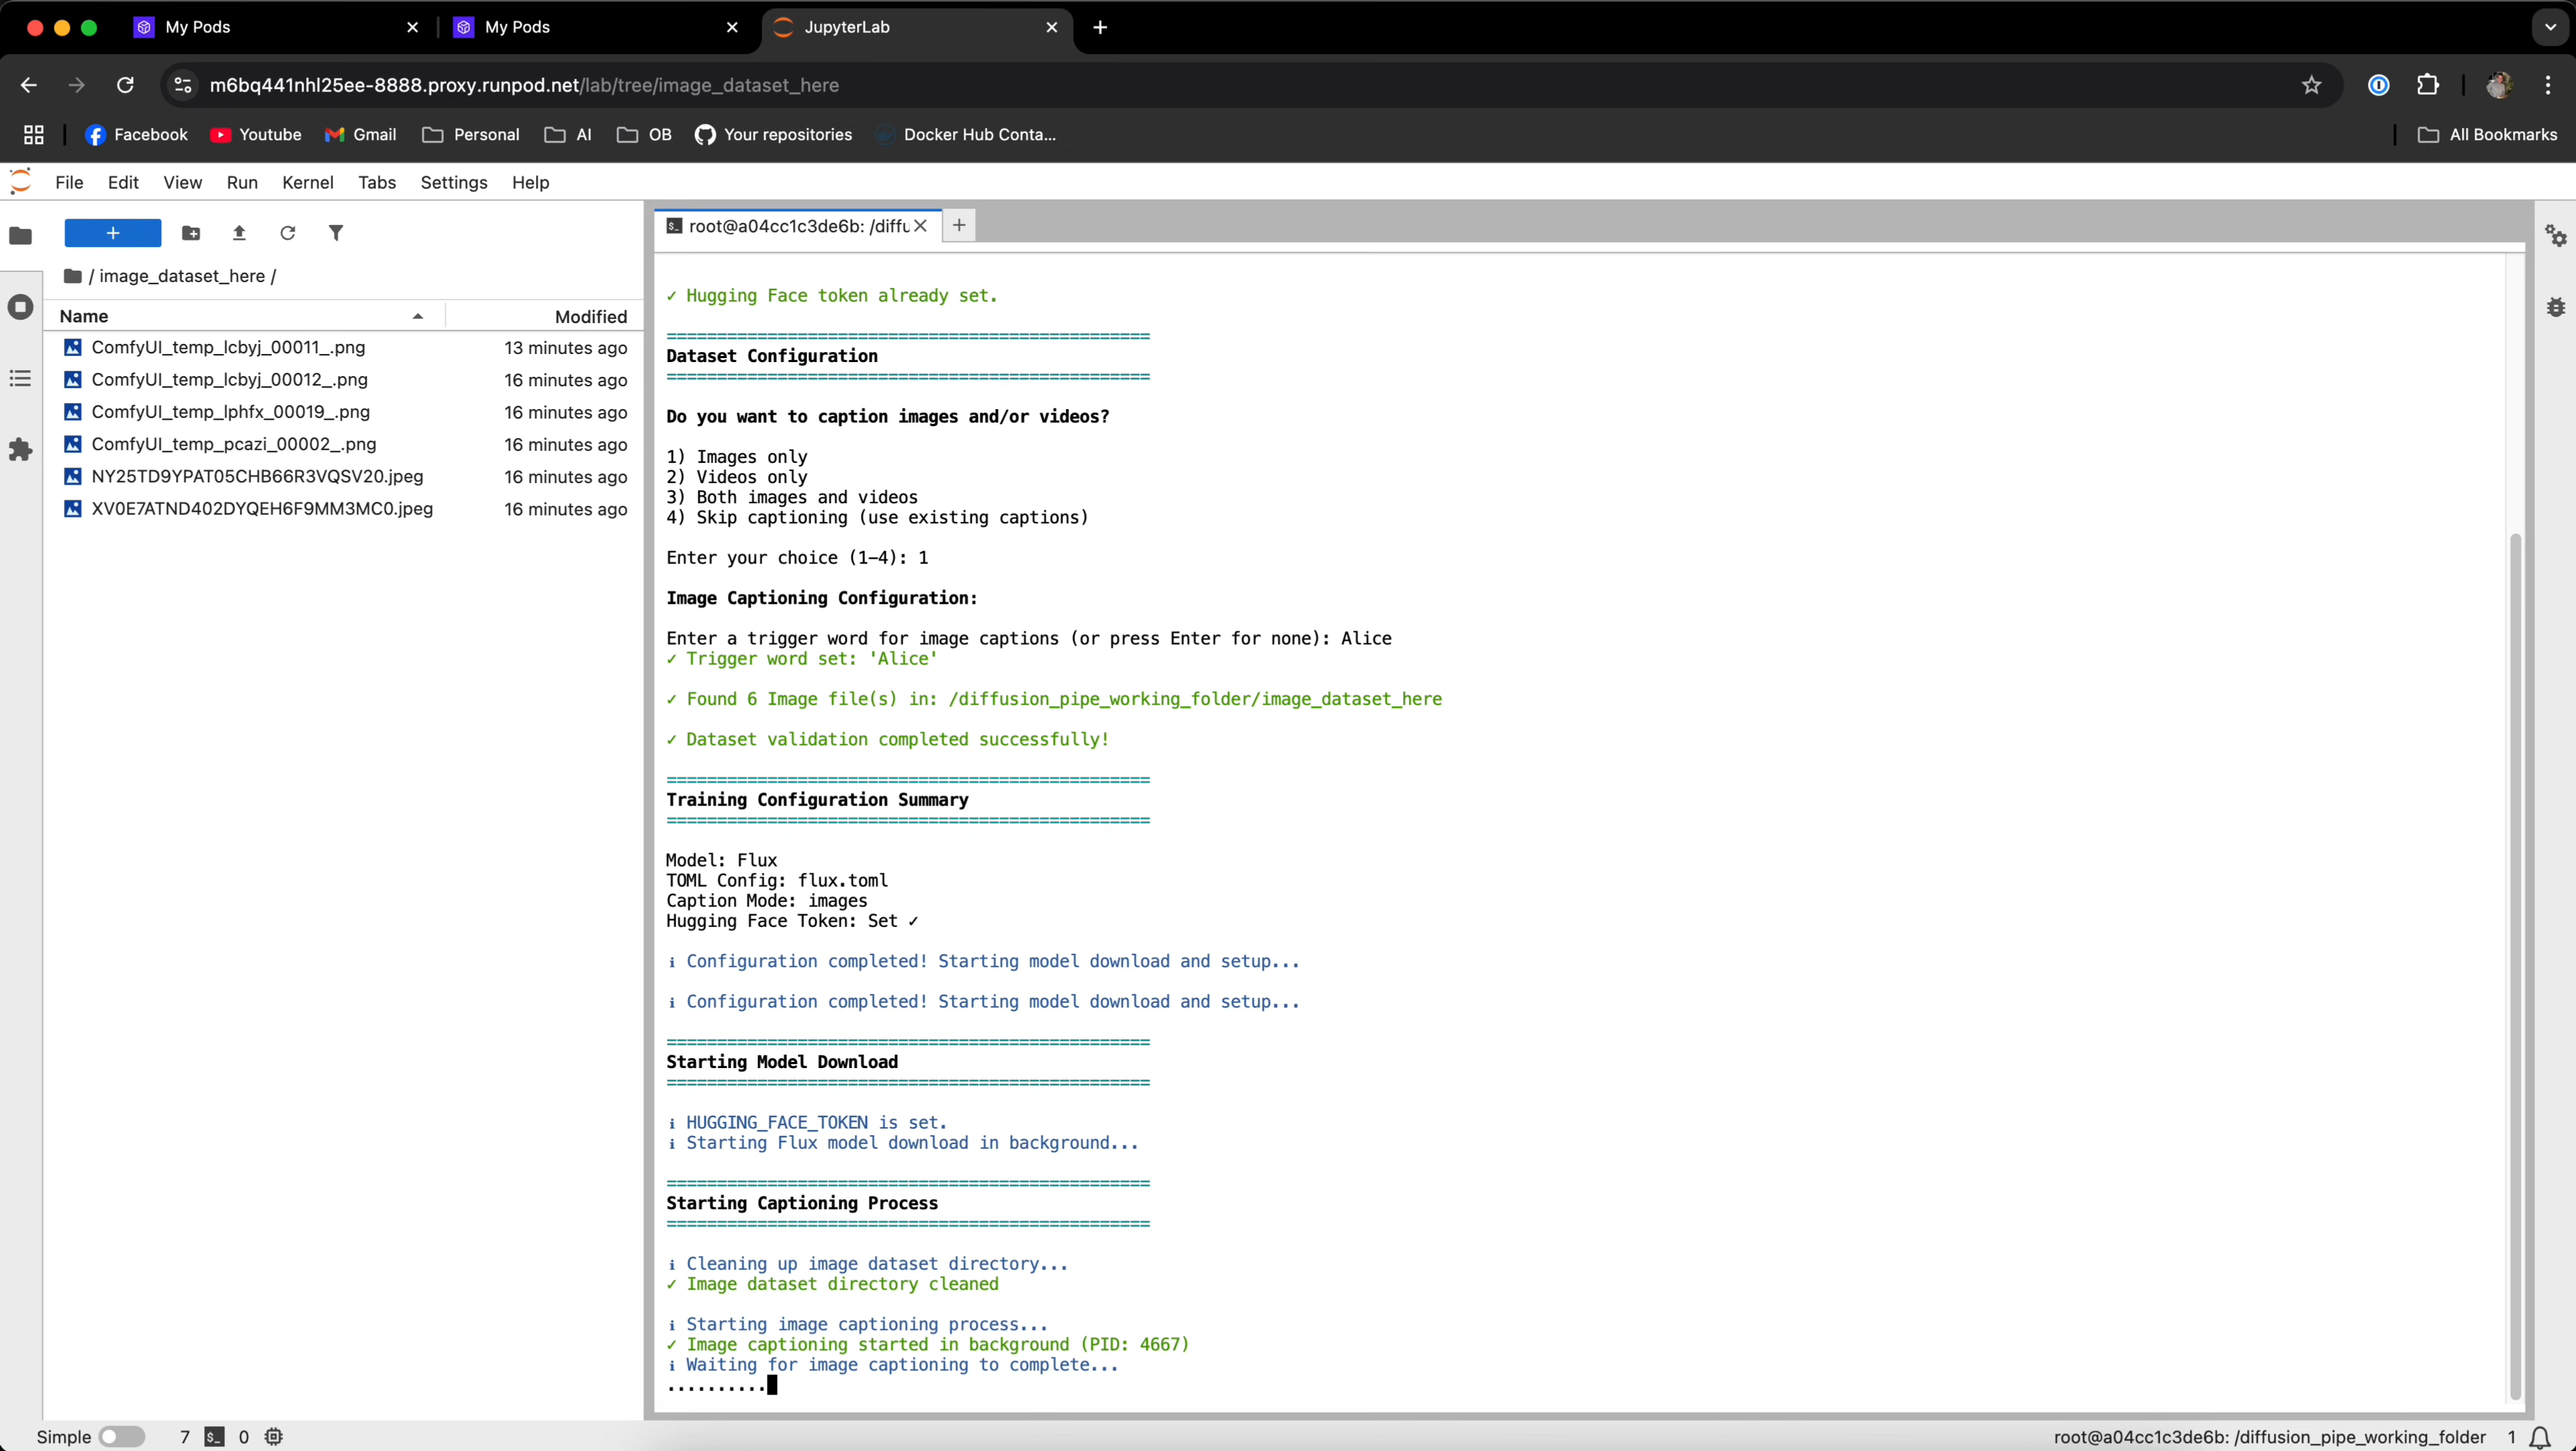 My Pods
My Pods
JupyterLab
m6bq441nhl25ee-8888.proxy.runpod.net/lab/tree/image_dataset_here
Facebook
Youtube
Gmail
Personal
AI
OB
Your repositories
Docker Hub Conta...
All Bookmarks
File Edit View Run Kernel Tabs Settings Help
/ image_dataset_here /
Name Modified
ComfyUI_temp_lcbyj_00011_.png 13 minutes ago
ComfyUI_temp_lcbyj_00012_.png 16 minutes ago
ComfyUI_temp_lphfx_00019_.png 16 minutes ago
ComfyUI_temp_pcazi_00002_.png 16 minutes ago
NY25TD9YPAT05CHB66R3VQSV20.jpeg 16 minutes ago
XV0E7ATND402DYQEH6F9MM3MC0.jpeg 16 minutes ago
root@a04cc1c3de6b: /diffu
✓ Hugging Face token already set.
================================================
Dataset Configuration
================================================
Do you want to caption images and/or videos?
1) Images only
2) Videos only
3) Both images and videos
4) Skip captioning (use existing captions)
Enter your choice (1-4): 1
Image Captioning Configuration:
Enter a trigger word for image captions (or press Enter for none): Alice
✓ Trigger word set: 'Alice'
✓ Found 6 Image file(s) in: /diffusion_pipe_working_folder/image_dataset_here
✓ Dataset validation completed successfully!
================================================
Training Configuration Summary
================================================
Model: Flux
TOML Config: flux.toml
Caption Mode: images
Hugging Face Token: Set ✓
ℹ Configuration completed! Starting model download and setup...
ℹ Configuration completed! Starting model download and setup...
================================================
Starting Model Download
================================================
ℹ HUGGING_FACE_TOKEN is set.
ℹ Starting Flux model download in background...
================================================
Starting Captioning Process
================================================
ℹ Cleaning up image dataset directory...
✓ Image dataset directory cleaned
ℹ Starting image captioning process...
✓ Image captioning started in background (PID: 4667)
ℹ Waiting for image captioning to complete...
..........
Simple 7 0 root@a04cc1c3de6b: /diffusion_pipe_working_folder 1